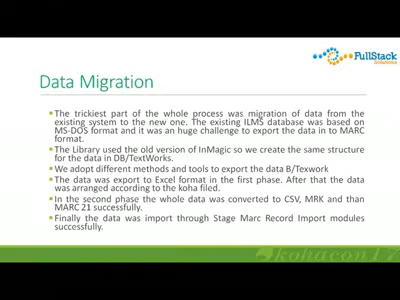 FullStack
Solutions
Data Migration
The trickiest part of the whole process was migration of data from the
existing system to the new one. The existing ILMS database was based on
MS-DOS format and it was an huge challenge to export the data in to MARC
format.
The Library used the old version of InMagic so we create the same structure
for the data in DB/TextWorks.
We adopt different methods and tools to export the data B/Texwork
The data was export to Excel format in the first phase. After that the data
was arranged according to the koha filed.
In the second phase the whole data was converted to CSV, MRK and than
MARC 21 successfully.
Finally the data was import through Stage Marc Record Import modules
successfully.
kohacon17